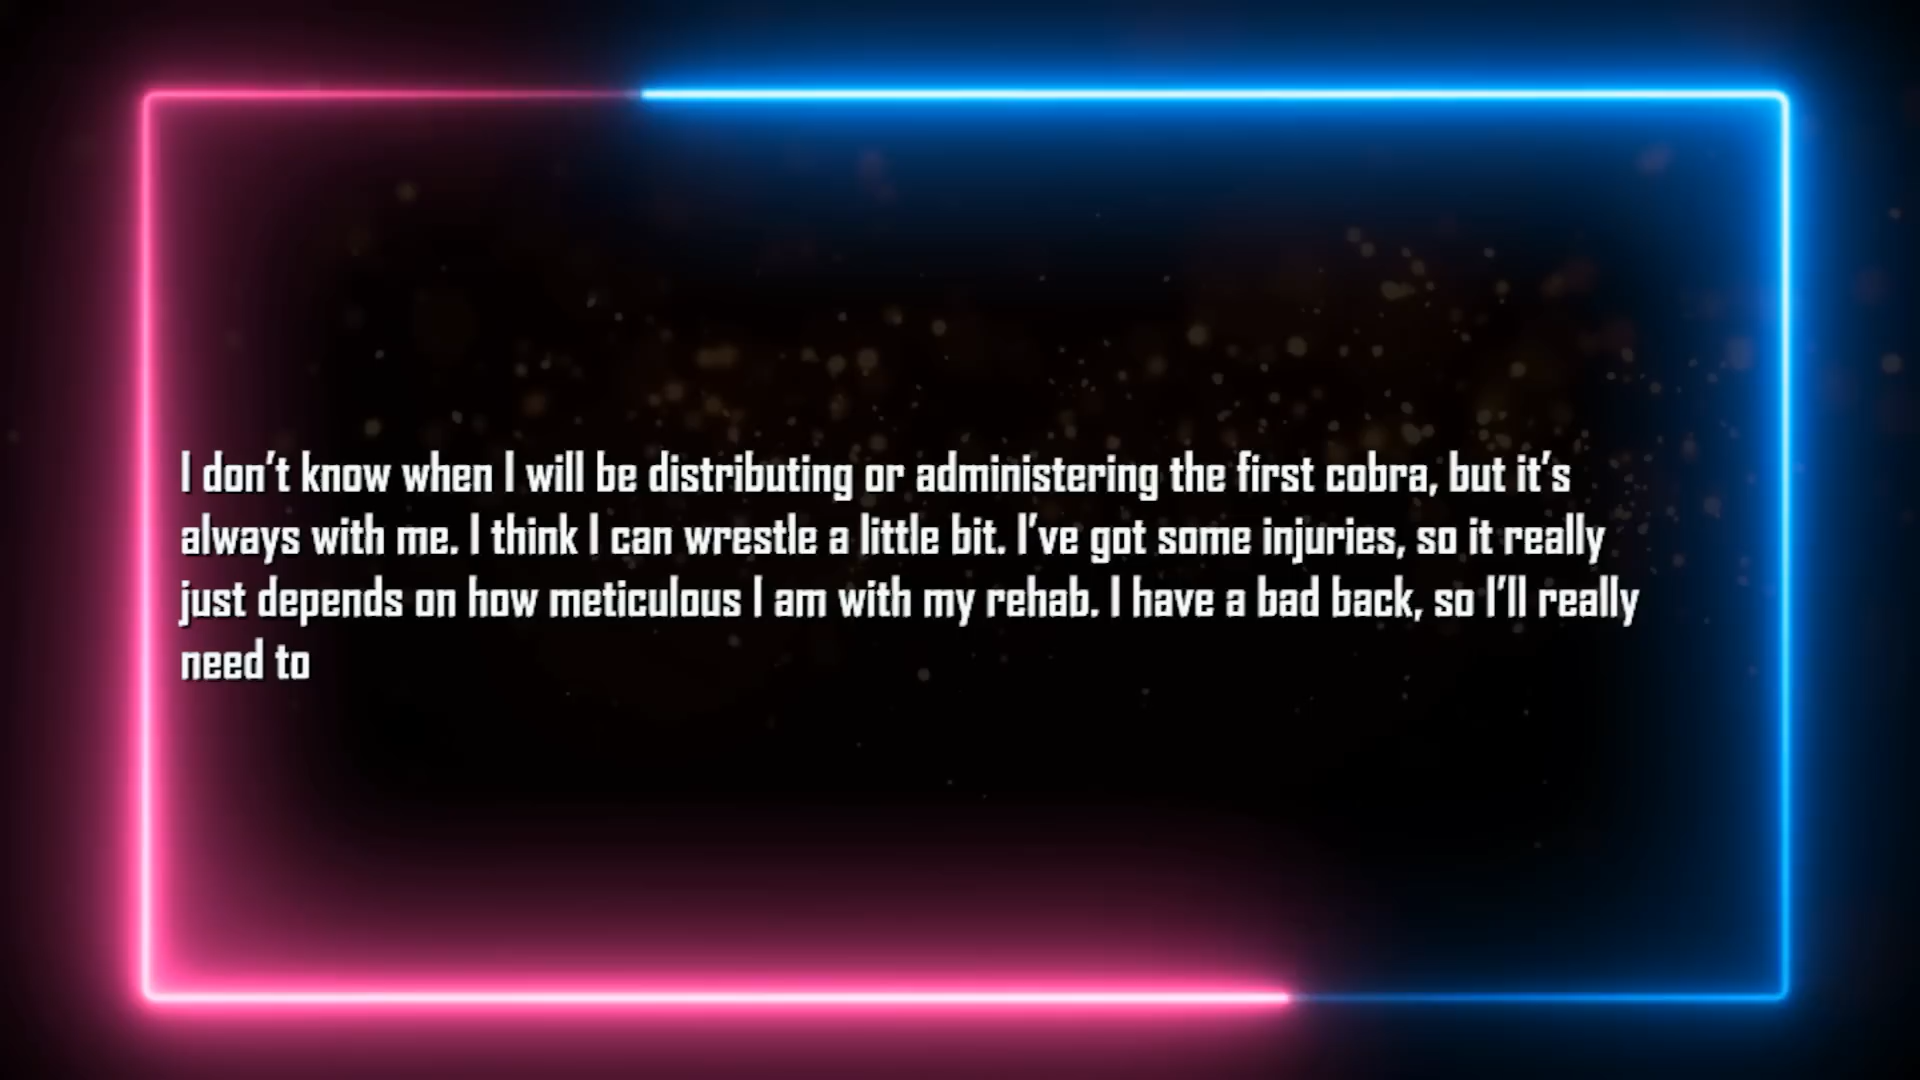 I don't know when I will be distributing or administering the first cobra, but it's
always with me. I think I can wrestle a little bit. I've got some injuries, so it really
just depends on how meticulous I am with my rehab. I have a bad back, so I'll really
need to